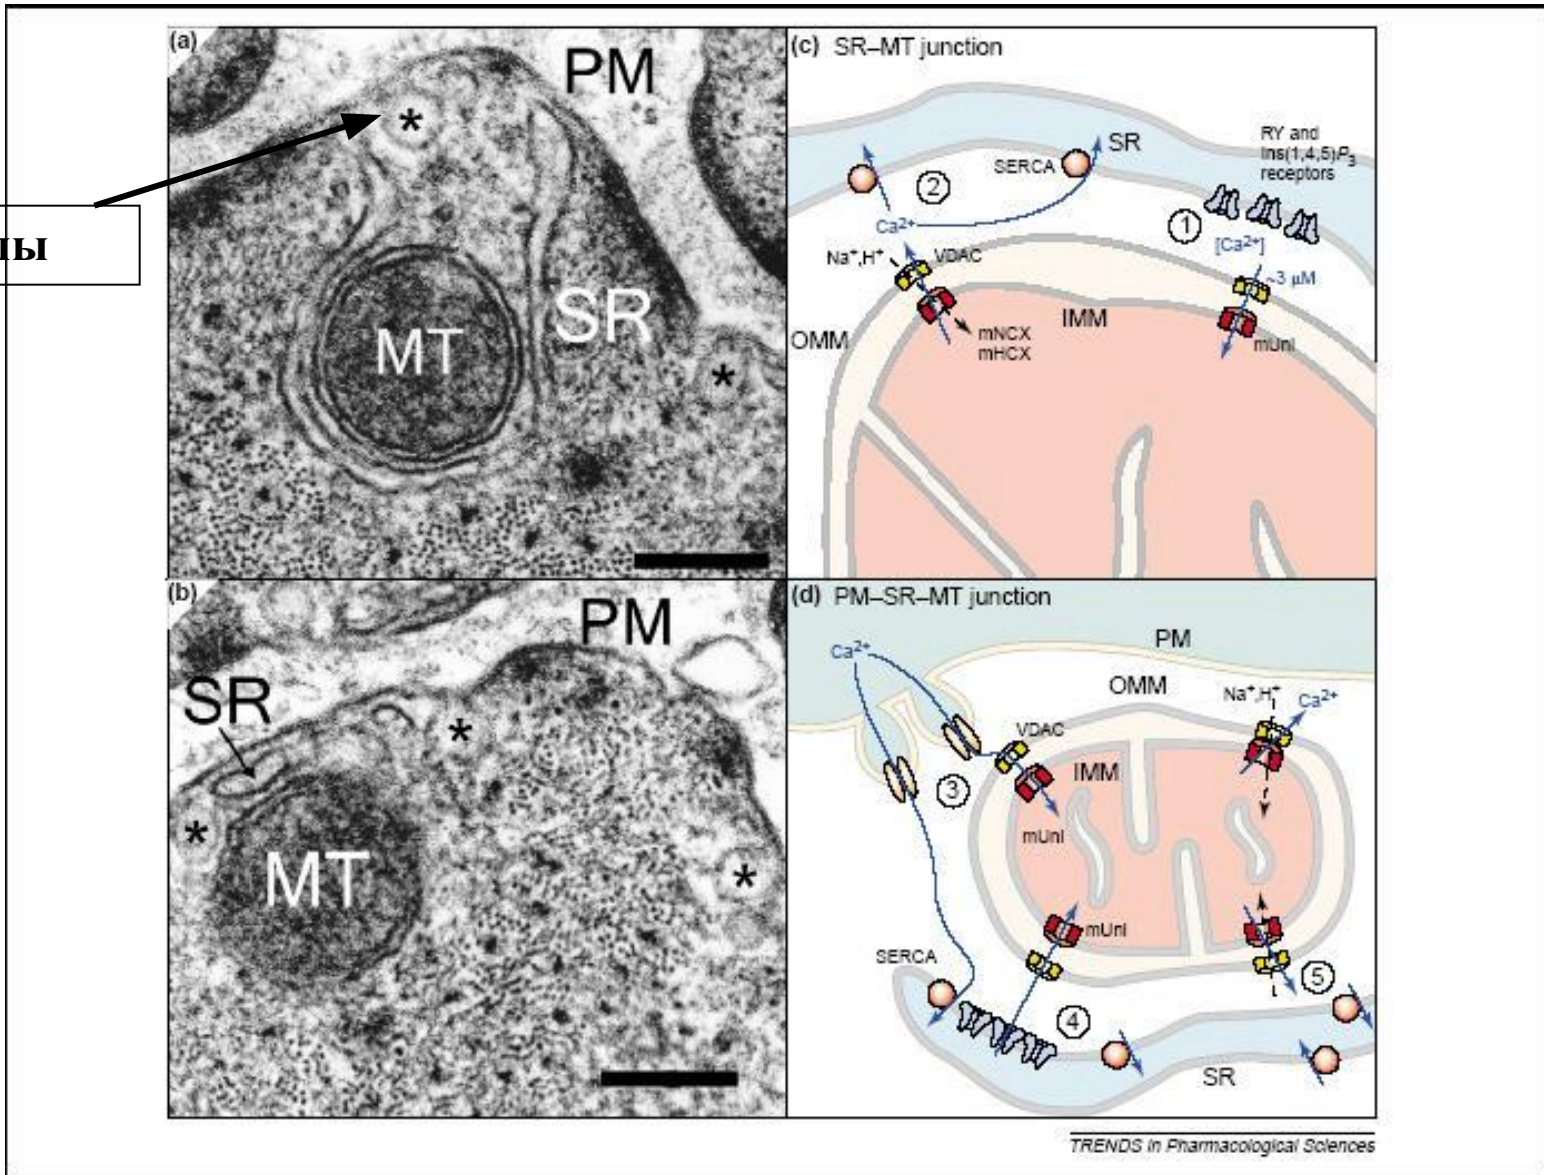 (a)
PM
*
MT
SR
*
(b)
PM
SR
*
*
MT
*
(c) SR–MT junction
SR
RY and
Ins(1,4,5)P3
receptors
SERCA
2
1
Ca2+
[Ca2+]
Na+,H+
VDAC
~3 μM
IMM
OMM
mNCX
mHCX
mUni
(d) PM–SR–MT junction
Ca2+
PM
OMM
Na+,H+
Ca2+
VDAC
IMM
3
mUni
mUni
SERCA
5
4
SR
TRENDS in Pharmacological Sciences